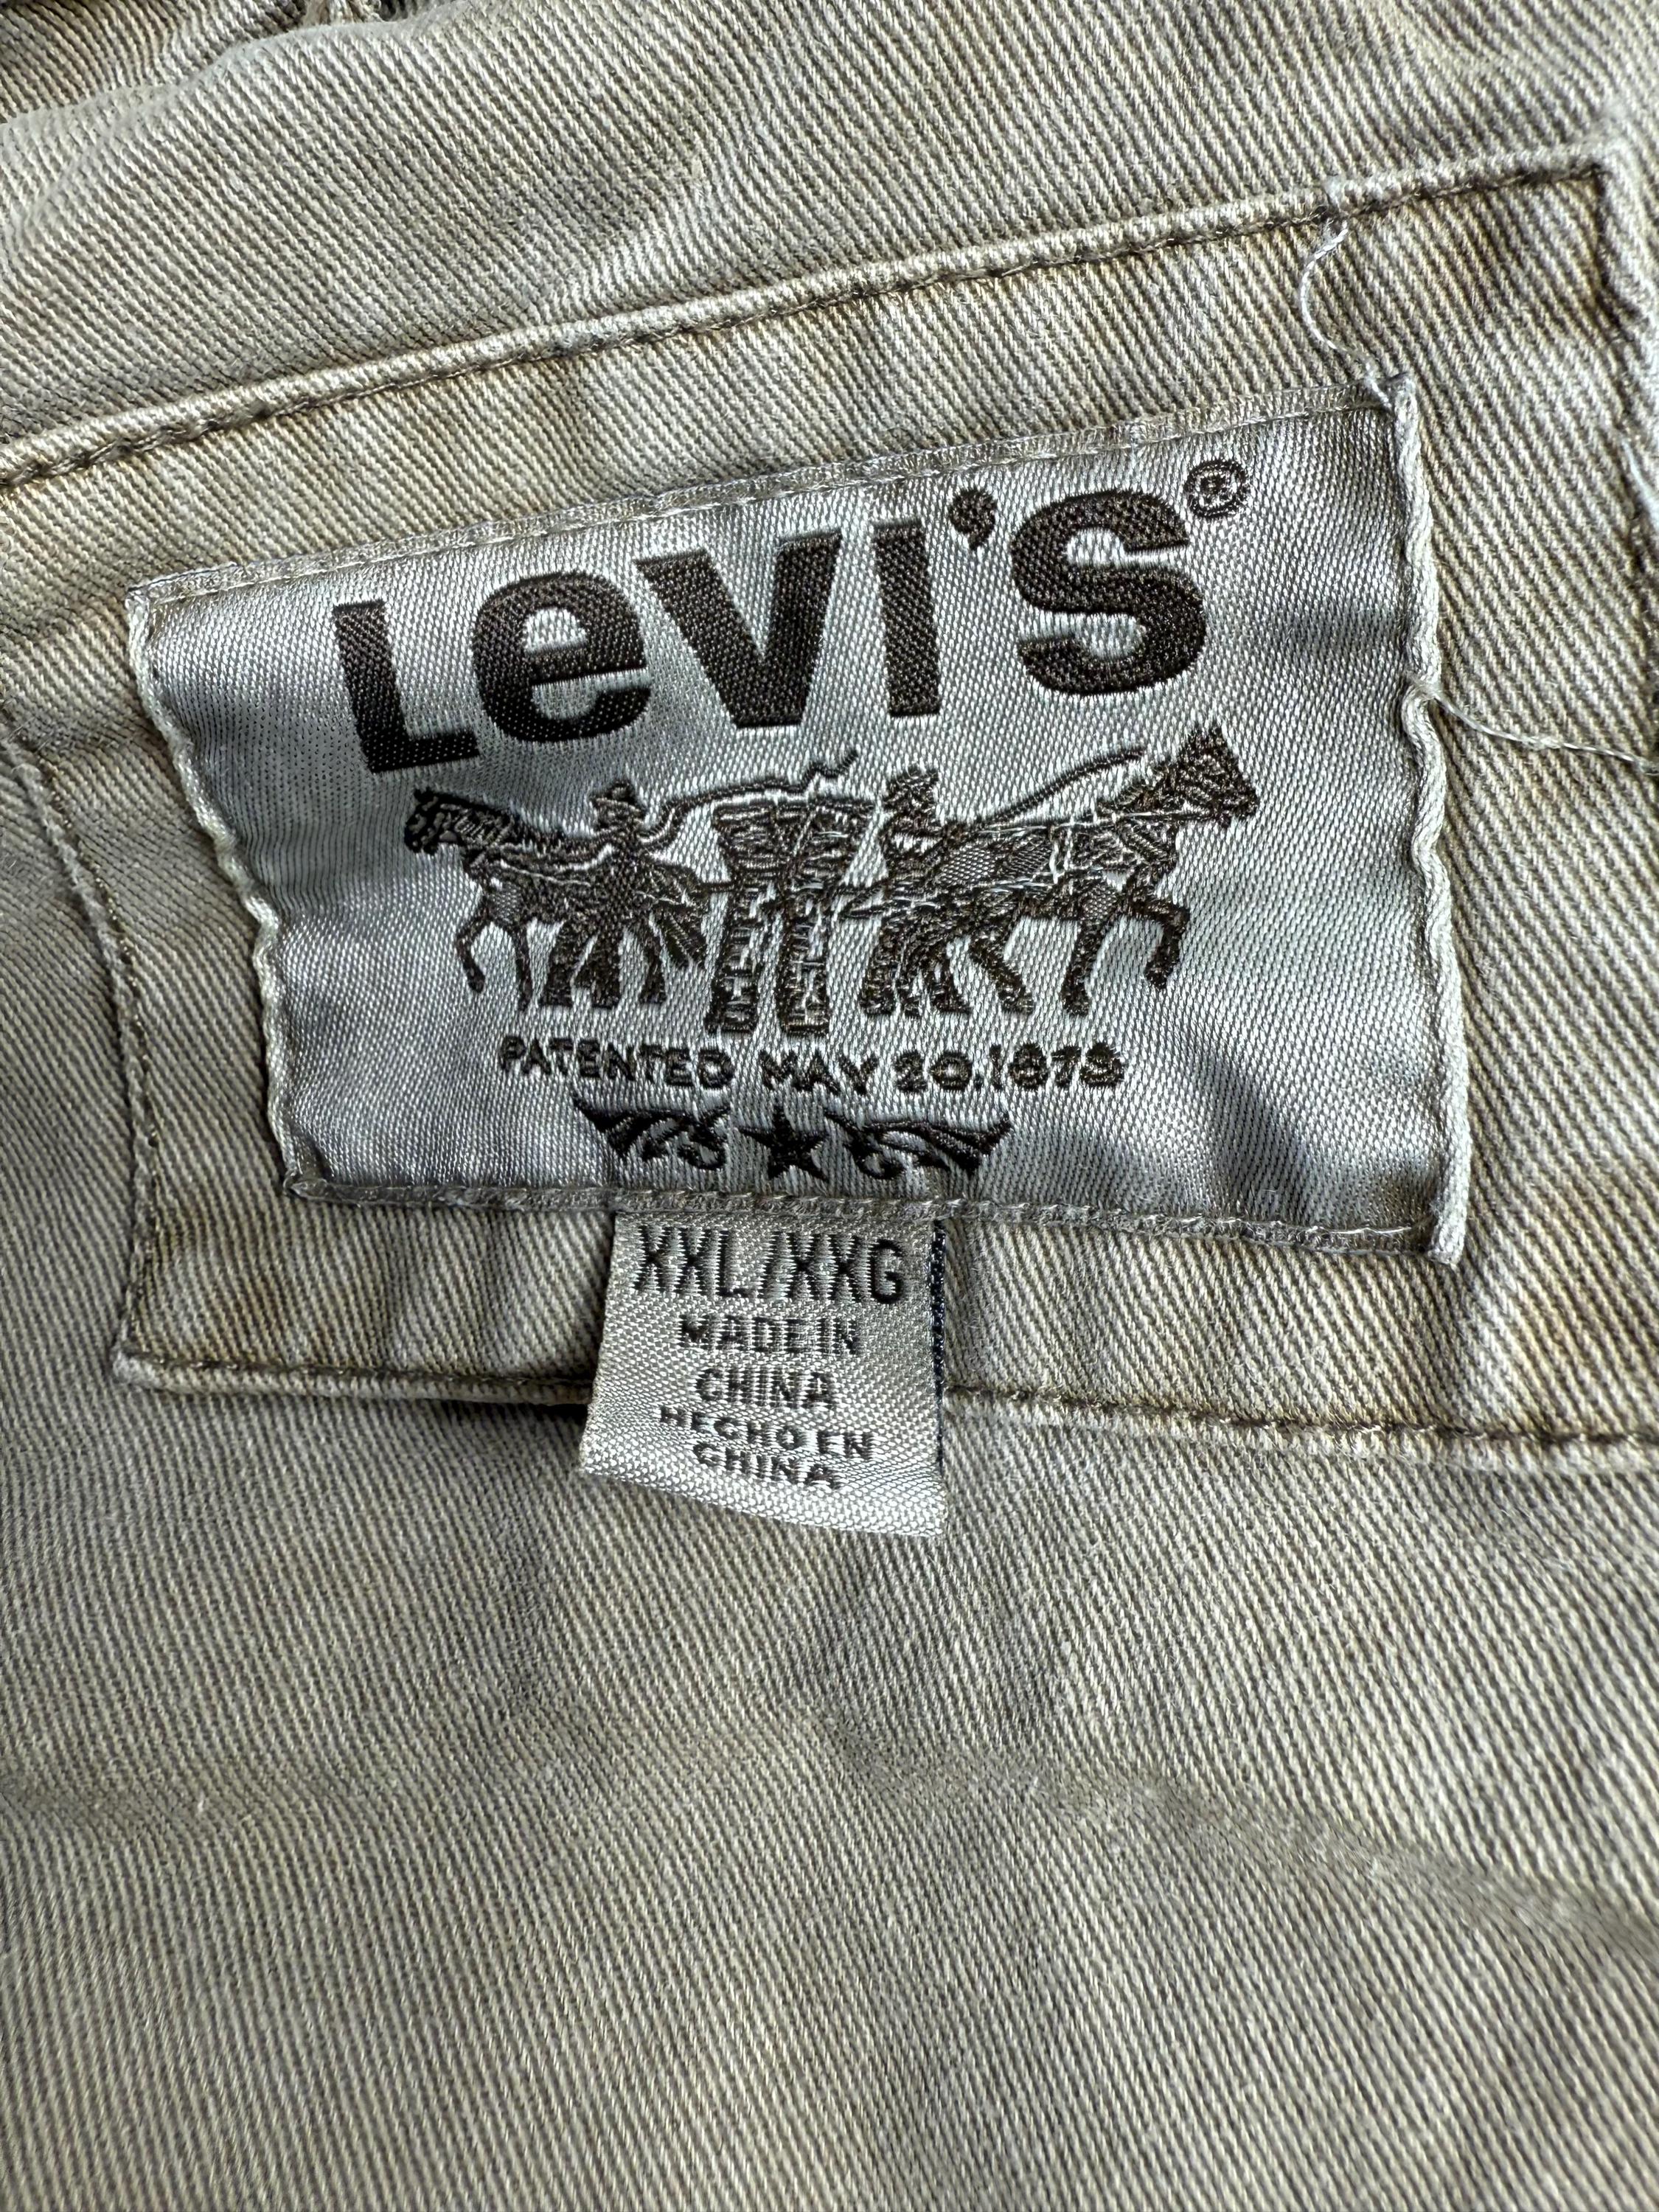 Levi's®
PATENTED MAY 20,1873
XXL/XXG
MADE IN
CHINA
HECHO EN
CHINA